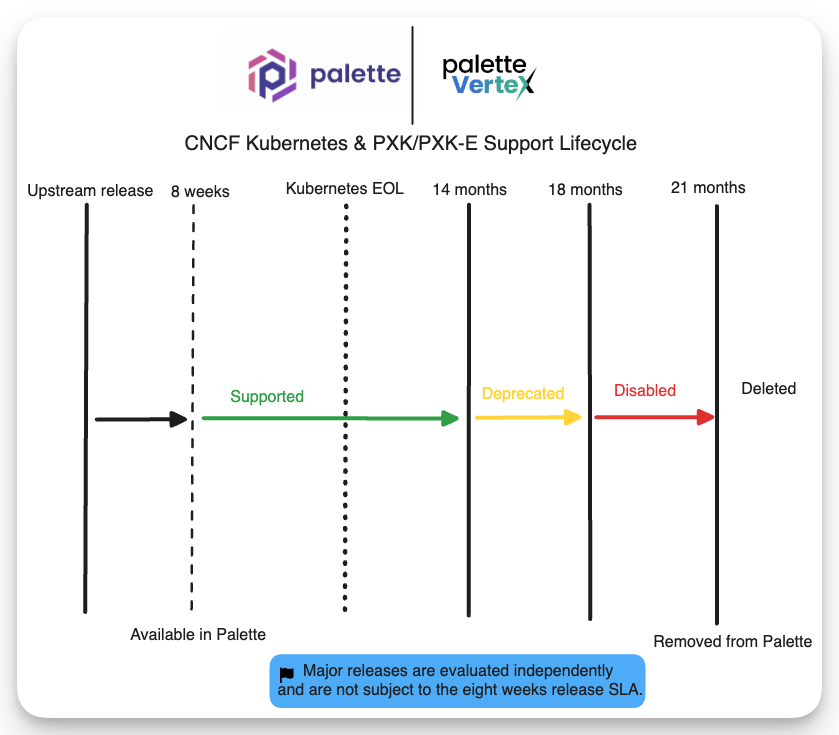 palette
palette
VerteX
CNCF Kubernetes & PXK/PXK-E Support Lifecycle
Upstream release
8 weeks
Kubernetes EOL
14 months
18 months
21 months
Supported
Deprecated
Disabled
Deleted
Available in Palette
Removed from Palette
Major releases are evaluated independently
and are not subject to the eight weeks release SLA.